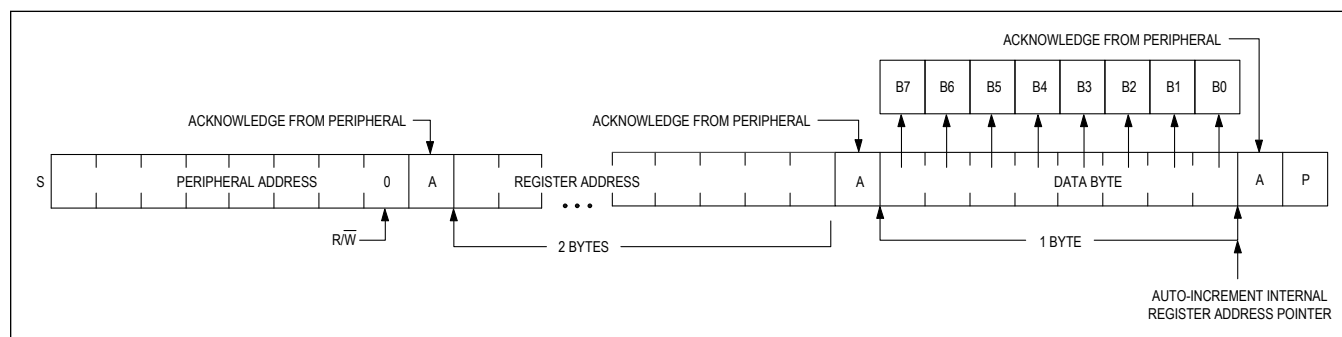 ACKNOWLEDGE FROM PERIPHERAL
B7 B6 B5 B4 B3 B2 B1 B0
ACKNOWLEDGE FROM PERIPHERAL
ACKNOWLEDGE FROM PERIPHERAL
S PERIPHERAL ADDRESS 0 A REGISTER ADDRESS A DATA BYTE A P
R/W̅
2 BYTES
1 BYTE
AUTO-INCREMENT INTERNAL
REGISTER ADDRESS POINTER